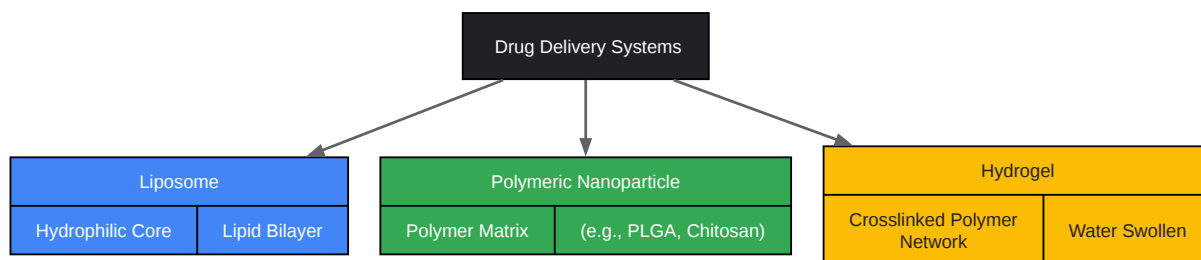 Drug Delivery Systems
Liposome
Hydrophilic Core
Lipid Bilayer
Polymeric Nanoparticle
Polymer Matrix
(e.g., PLGA, Chitosan)
Hydrogel
Crosslinked Polymer
Network
Water Swollen